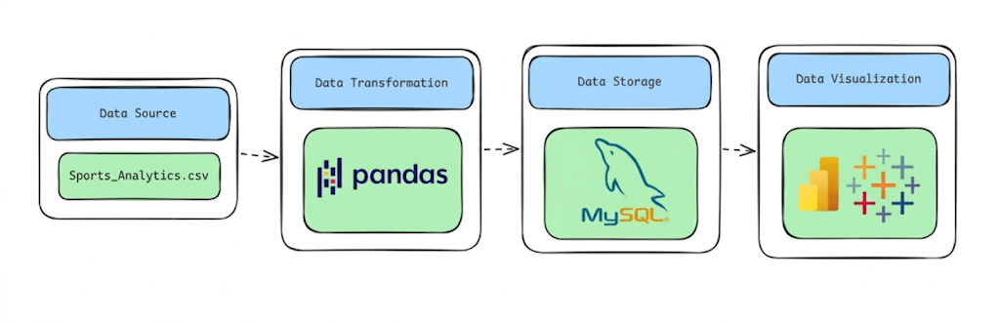 Data Source
Sports_Analytics.csv
Data Transformation
pandas
Data Storage
MySQL®
Data Visualization